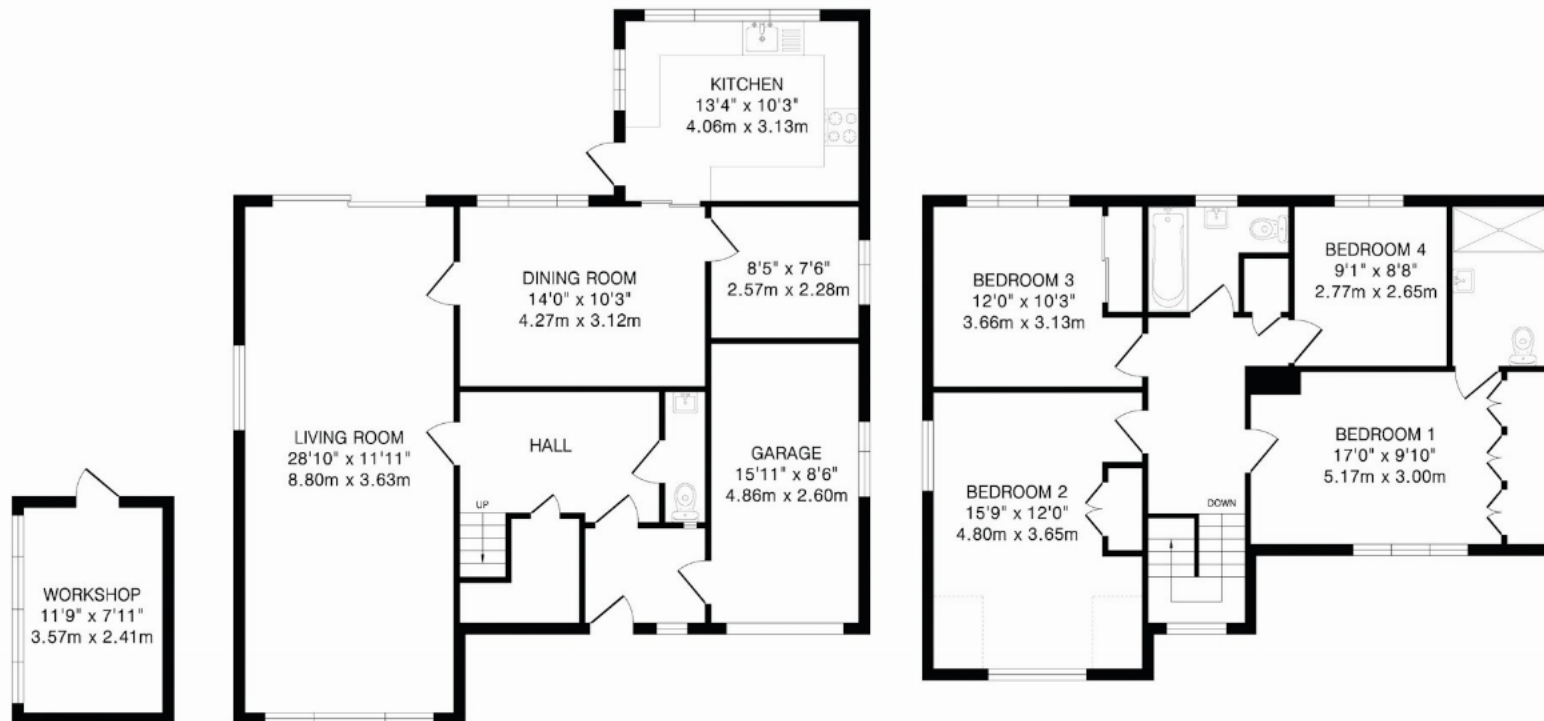 KITCHEN
13'4" x 10'3"
4.06m x 3.13m
DINING ROOM
14'0" x 10'3"
4.27m x 3.12m
8'5" x 7'6"
2.57m x 2.28m
LIVING ROOM
28'10" x 11'11"
8.80m x 3.63m
HALL
UP
GARAGE
15'11" x 8'6"
4.86m x 2.60m
WORKSHOP
11'9" x 7'11"
3.57m x 2.41m
BEDROOM 3
12'0" x 10'3"
3.66m x 3.13m
BEDROOM 4
9'1" x 8'8"
2.77m x 2.65m
BEDROOM 1
17'0" x 9'10"
5.17m x 3.00m
BEDROOM 2
15'9" x 12'0"
4.80m x 3.65m
DOWN